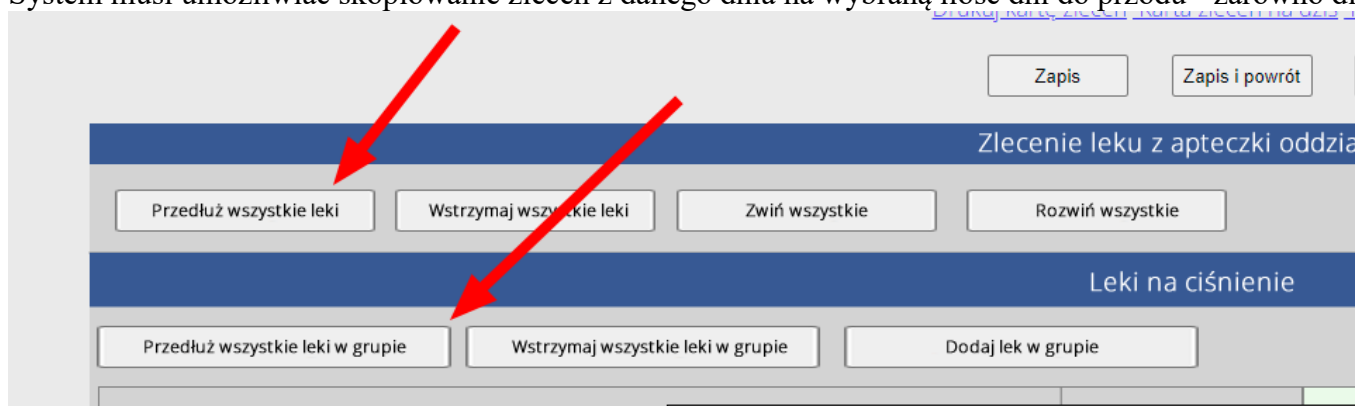 System musi umożliwiać skopiowanie zleceń z danego dnia na wybraną ilość dni do przodu - zarówno
Drukuj kartę zleceń Karta zleceń na dziś
Zapis Zapis i powrót
Zlecenie leku z apteczki
Przedłuż wszystkie leki Wstrzymaj wszystkie leki Zwiń wszystkie Rozwiń wszystkie
Leki na ciśnienie
Przedłuż wszystkie leki w grupie Wstrzymaj wszystkie leki w grupie Dodaj lek w grupie